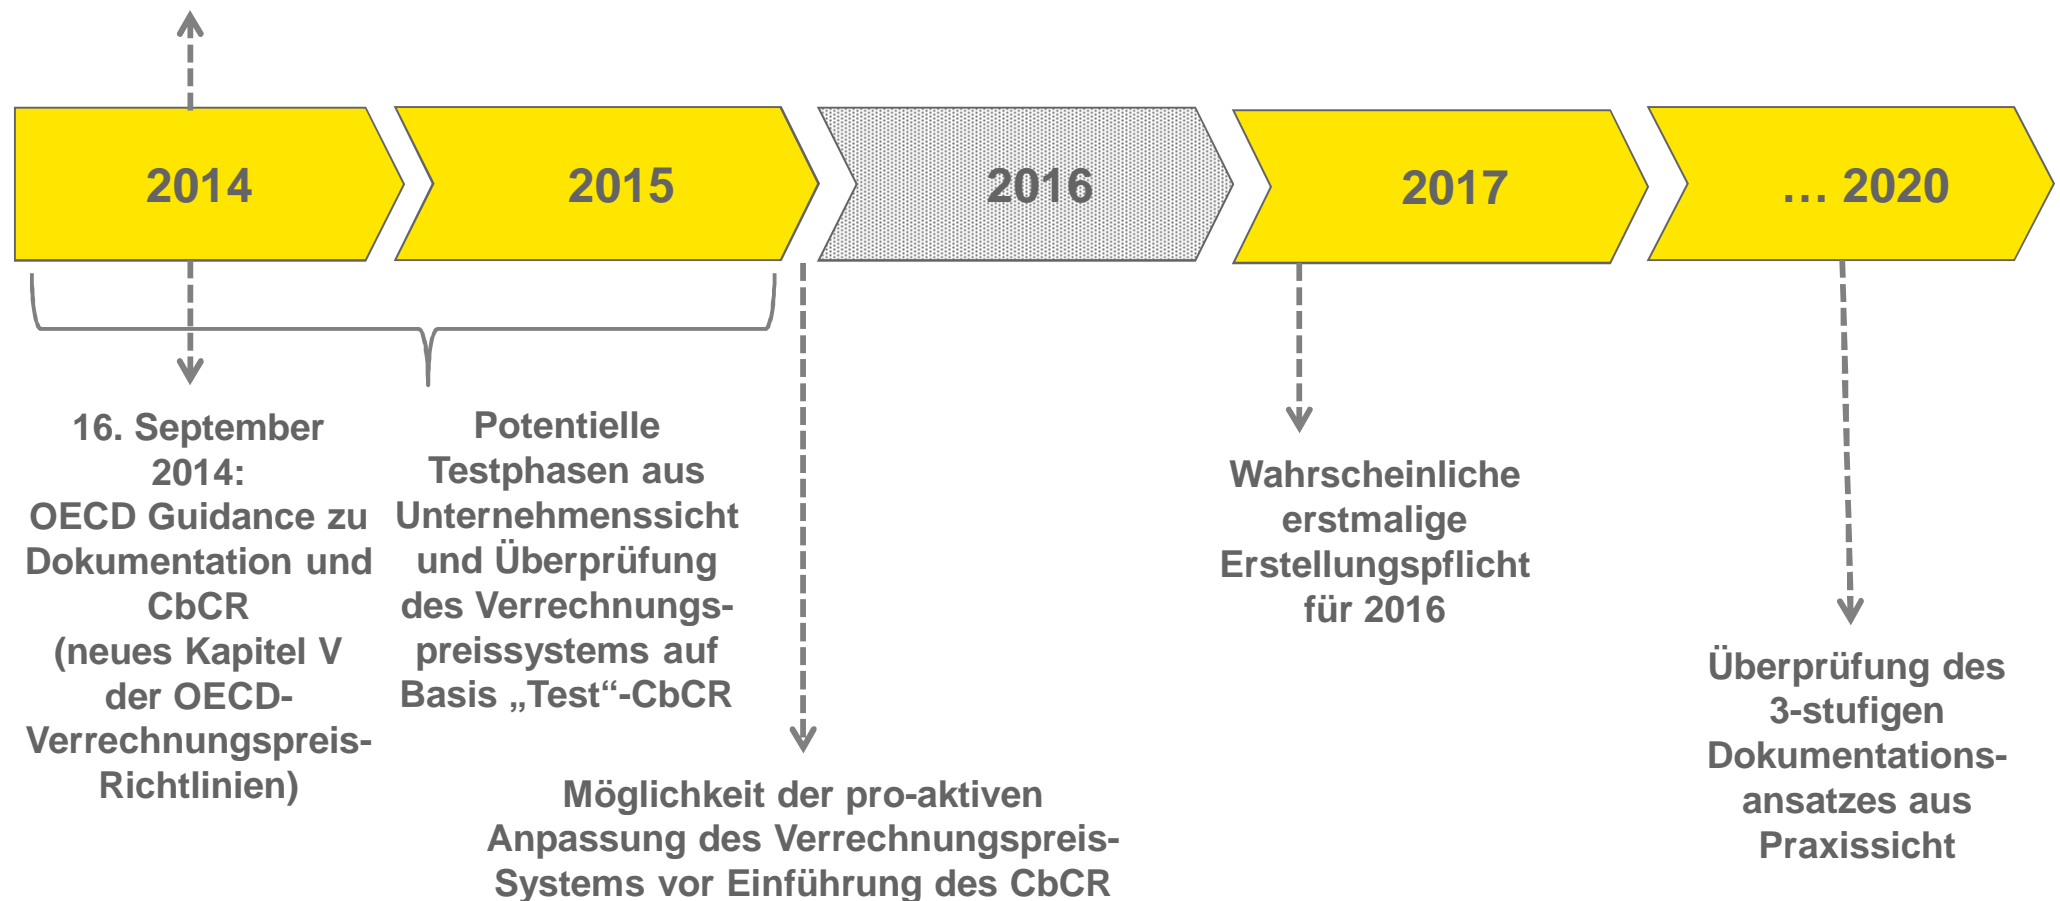 2014
2015
2016
2017
… 2020
16. September
2014:
OECD Guidance zu
Dokumentation und
CbCR
(neues Kapitel V
der OECD-
Verrechnungspreis-
Richtlinien)
Potentielle
Testphasen aus
Unternehmenssicht
und Überprüfung
des Verrechnungs-
preissystems auf
Basis „Test“-CbCR
Möglichkeit der pro-aktiven
Anpassung des Verrechnungspreis-
Systems vor Einführung des CbCR
Wahrscheinliche
erstmalige
Erstellungspflicht
für 2016
Überprüfung des
3-stufigen
Dokumentations-
ansatzes aus
Praxissicht